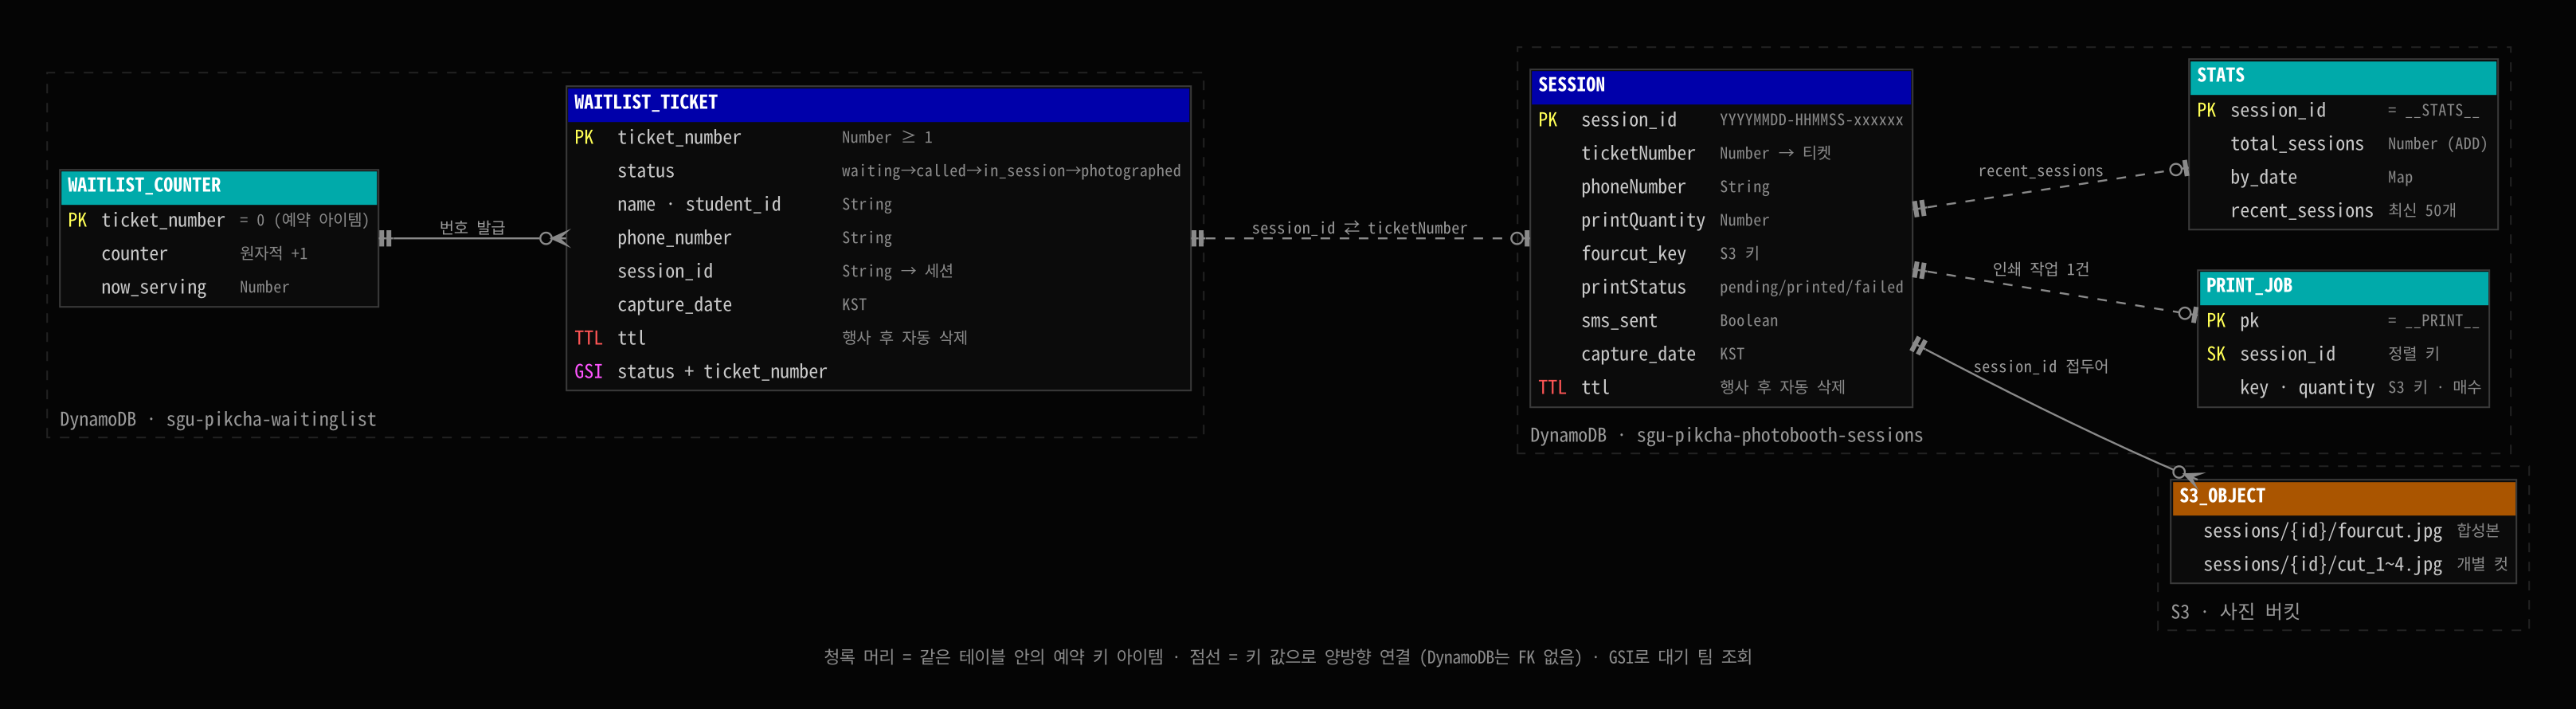 WAITLIST_COUNTER
PK ticket_number = 0 (예약 아이템)
counter 원자적 +1
now_serving Number
번호 발급
WAITLIST_TICKET
PK ticket_number Number ≥ 1
status waiting→called→in_session→photographed
name · student_id String
phone_number String
session_id String → 세션
capture_date KST
TTL ttl 행사 후 자동 삭제
GSI status + ticket_number
DynamoDB · sgu-pikcha-waitinglist
session_id ⇄ ticketNumber
SESSION
PK session_id YYYYMMDD-HHMMSS-xxxxxx
ticketNumber Number → 티켓
phoneNumber String
printQuantity Number
fourcut_key S3 키
printStatus pending/printed/failed
sms_sent Boolean
capture_date KST
TTL ttl 행사 후 자동 삭제
DynamoDB · sgu-pikcha-photobooth-sessions
recent_sessions
인쇄 작업 1건
session_id 접두어
STATS
PK session_id = __STATS__
total_sessions Number (ADD)
by_date Map
recent_sessions 최신 50개
PRINT_JOB
PK pk = __PRINT__
SK session_id 정렬 키
key · quantity S3 키 · 매수
S3_OBJECT
sessions/{id}/fourcut.jpg 합성본
sessions/{id}/cut_1~4.jpg 개별 컷
S3 · 사진 버킷
청록 머리 = 같은 테이블 안의 예약 키 아이템 · 점선 = 키 값으로 양방향 연결 (DynamoDB는 FK 없음) · GSI로 대기 팀 조회